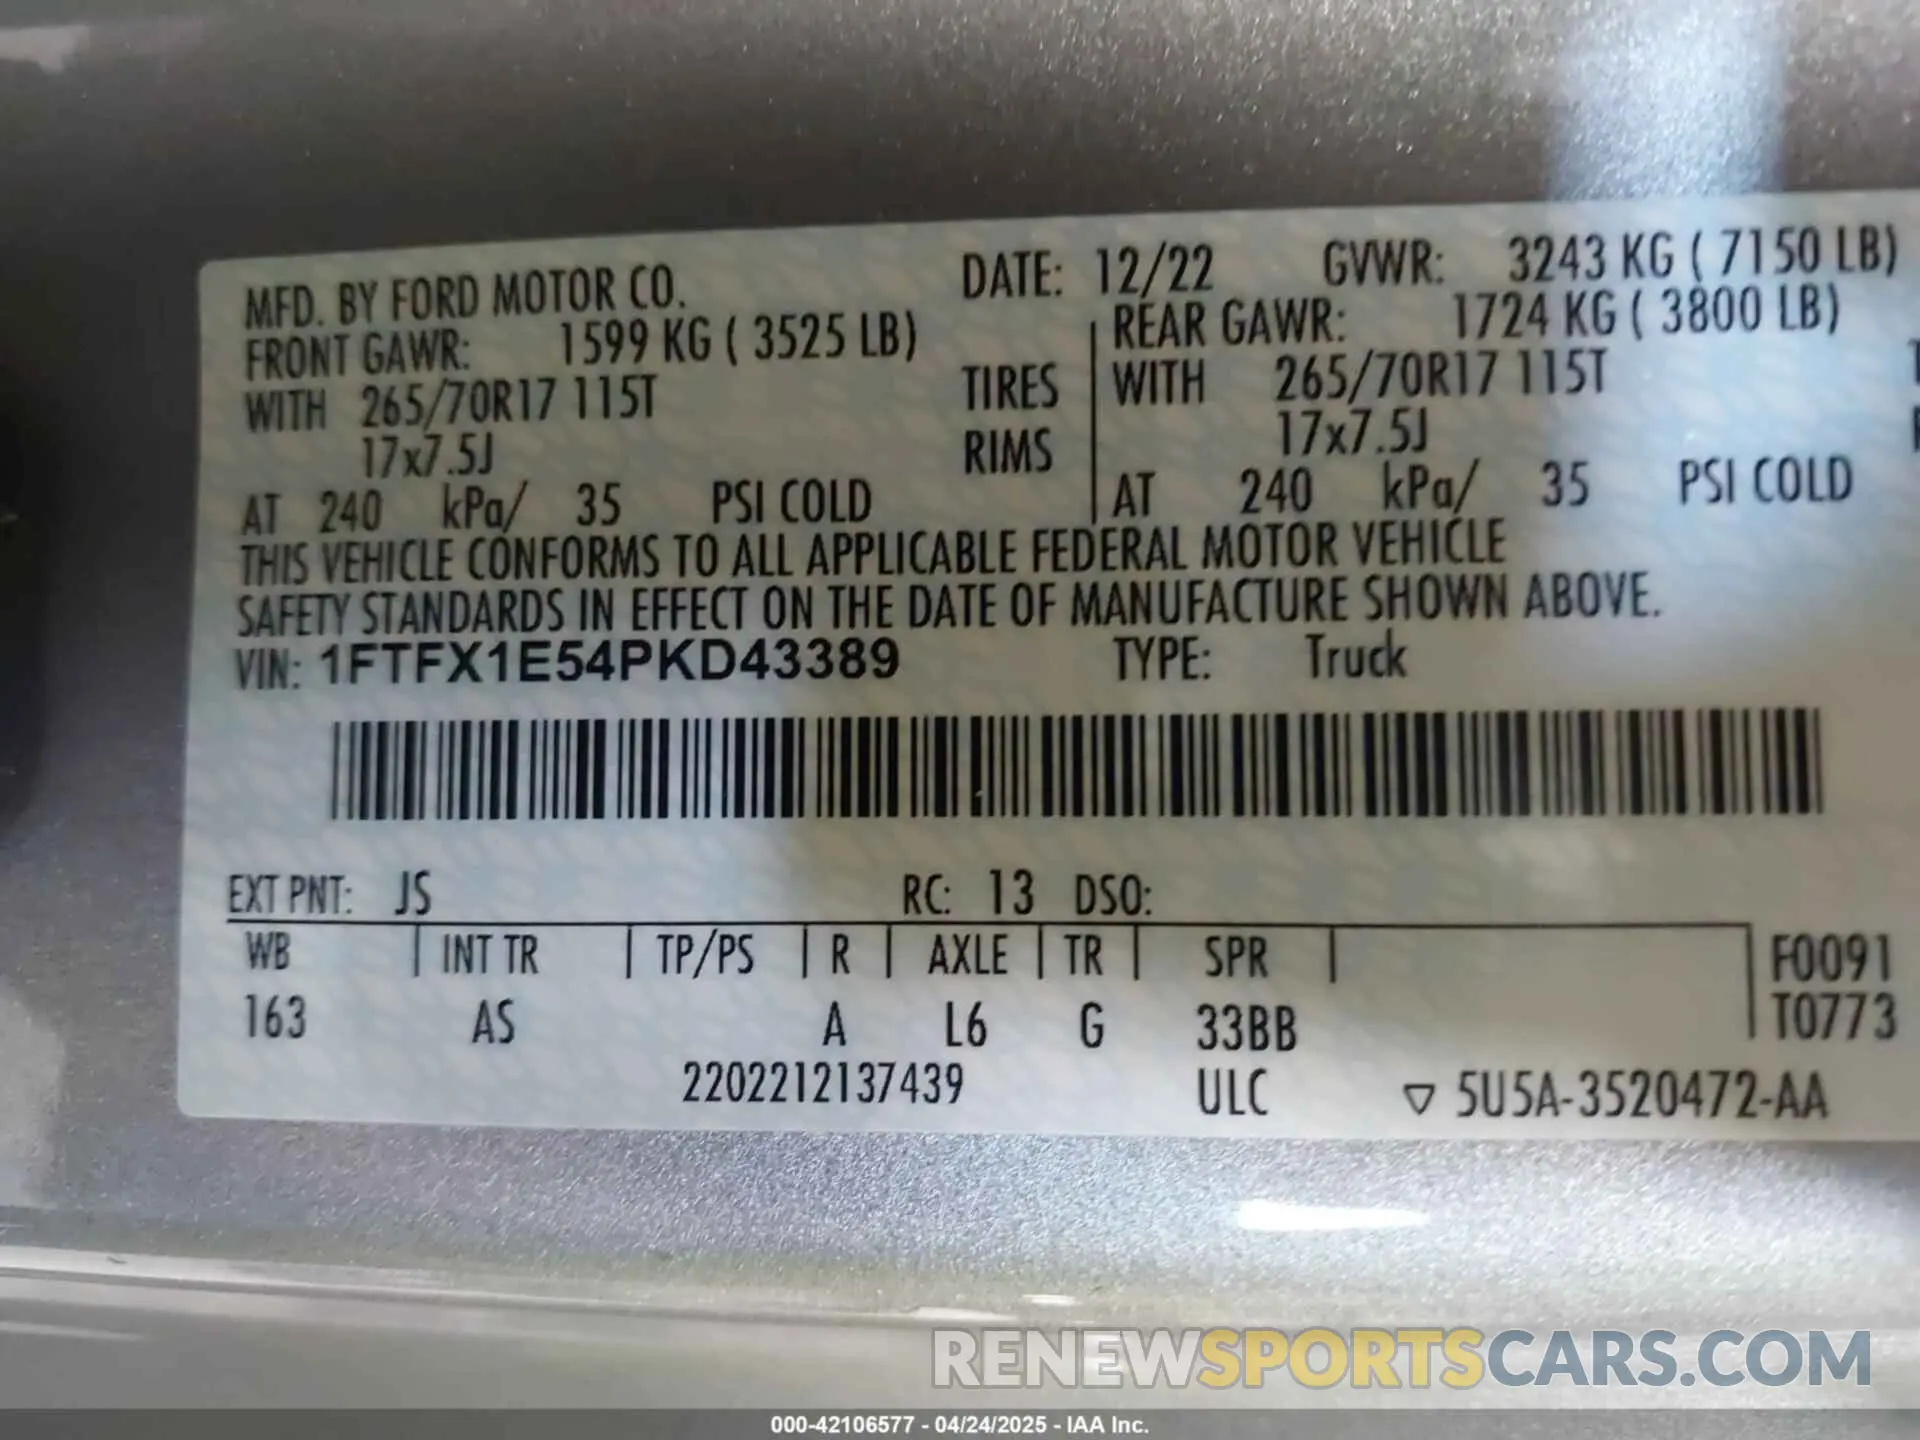 MFD. BY FORD MOTOR CO. DATE: 12/22 GVWR: 3243 KG ( 7150 LB)
FRONT GAWR: 1599 KG ( 3525 LB) REAR GAWR: 1724 KG ( 3800 LB)
WITH 265/70R17 115T TIRES WITH 265/70R17 115T
17x7.5J RIMS 17x7.5J
AT 240 kPa/ 35 PSI COLD AT 240 kPa/ 35 PSI COLD
THIS VEHICLE CONFORMS TO ALL APPLICABLE FEDERAL MOTOR VEHICLE
SAFETY STANDARDS IN EFFECT ON THE DATE OF MANUFACTURE SHOWN ABOVE.
VIN: 1FTFX1E54PKD43389 TYPE: Truck
EXT PNT: JS RC: 13 DSO:
WB INT TR TP/PS R AXLE TR SPR F0091
163 AS A L6 G 33BB T0773
2202212137439 ULC ▽ 5U5A-3520472-AA
RENEWSPORTSCARS.COM
000-42106577 - 04/24/2025 - IAA Inc.